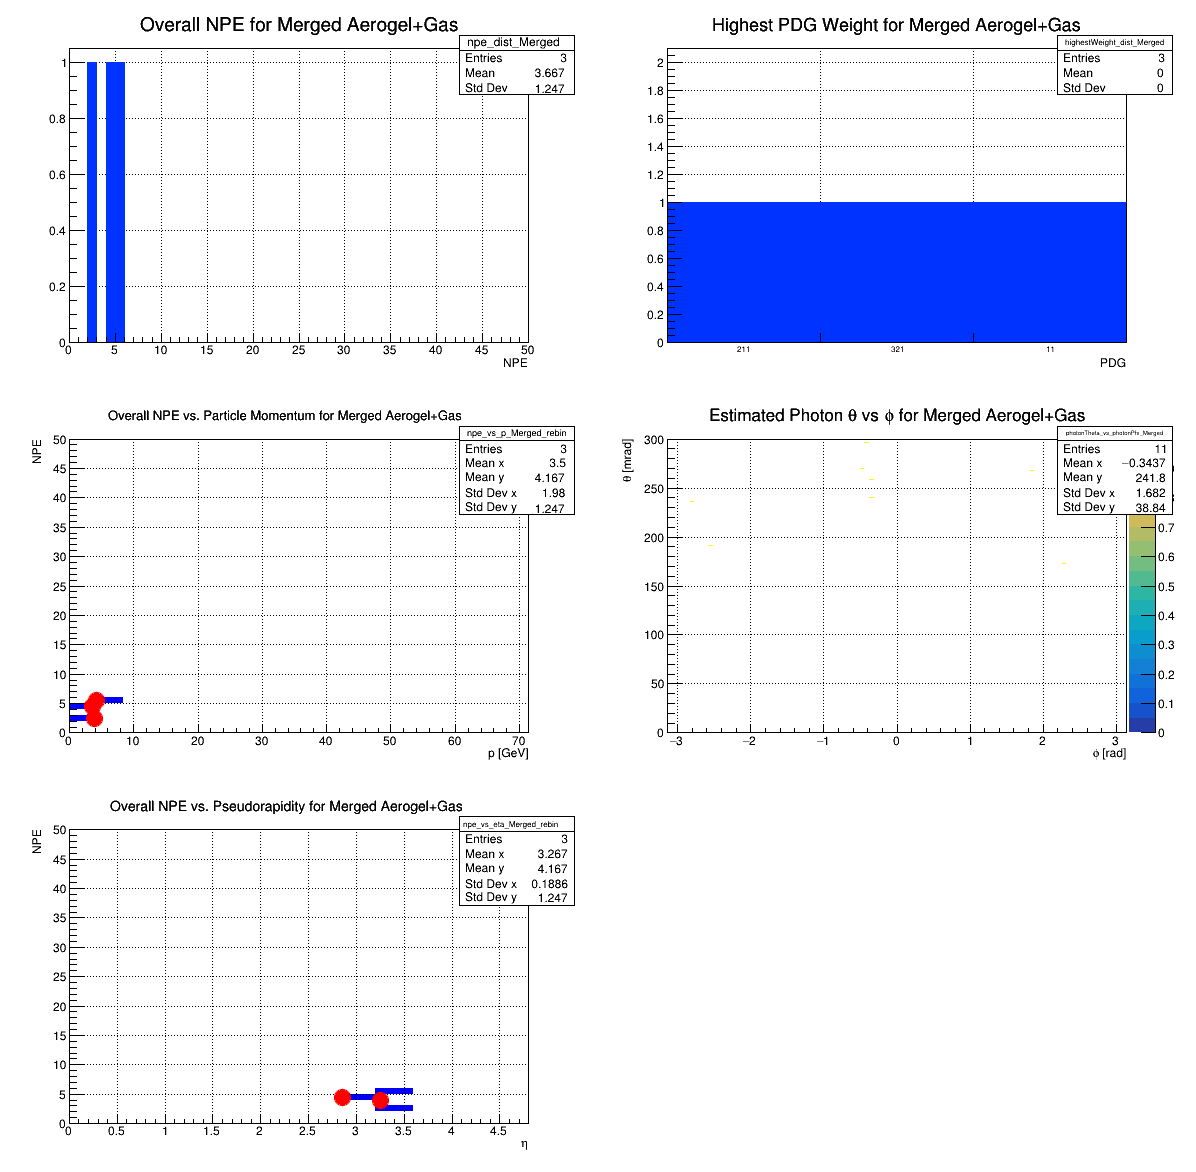 Overall NPE for Merged Aerogel+Gas
npe_dist_Merged
Entries 3
Mean 3.667
Std Dev 1.247
1
0.8
0.6
0.4
0.2
0
0 5 10 15 20 25 30 35 40 45 50
NPE
Highest PDG Weight for Merged Aerogel+Gas
highestWeight_dist_Merged
Entries 3
Mean 0
Std Dev 0
2
1.8
1.6
1.4
1.2
1
0.8
0.6
0.4
0.2
0
211 321 11
PDG
Overall NPE vs. Particle Momentum for Merged Aerogel+Gas
npe_vs_p_Merged_rebin
Entries 3
Mean x 3.5
Mean y 4.167
Std Dev x 1.98
Std Dev y 1.247
NPE
50
45
40
35
30
25
20
15
10
5
0
0 10 20 30 40 50 60 70
p [GeV]
Estimated Photon θ vs ϕ for Merged Aerogel+Gas
photonTheta_vs_photonPhi_Merged
Entries 11
Mean x −0.3437
Mean y 241.8
Std Dev x 1.682
Std Dev y 38.84
θ [mrad]
300
250
200
150
100
50
0
−3 −2 −1 0 1 2 3
ϕ [rad]
0.7
0.6
0.5
0.4
0.3
0.2
0.1
0
Overall NPE vs. Pseudorapidity for Merged Aerogel+Gas
npe_vs_eta_Merged_rebin
Entries 3
Mean x 3.267
Mean y 4.167
Std Dev x 0.1886
Std Dev y 1.247
NPE
50
45
40
35
30
25
20
15
10
5
0
0 0.5 1 1.5 2 2.5 3 3.5 4 4.5
η